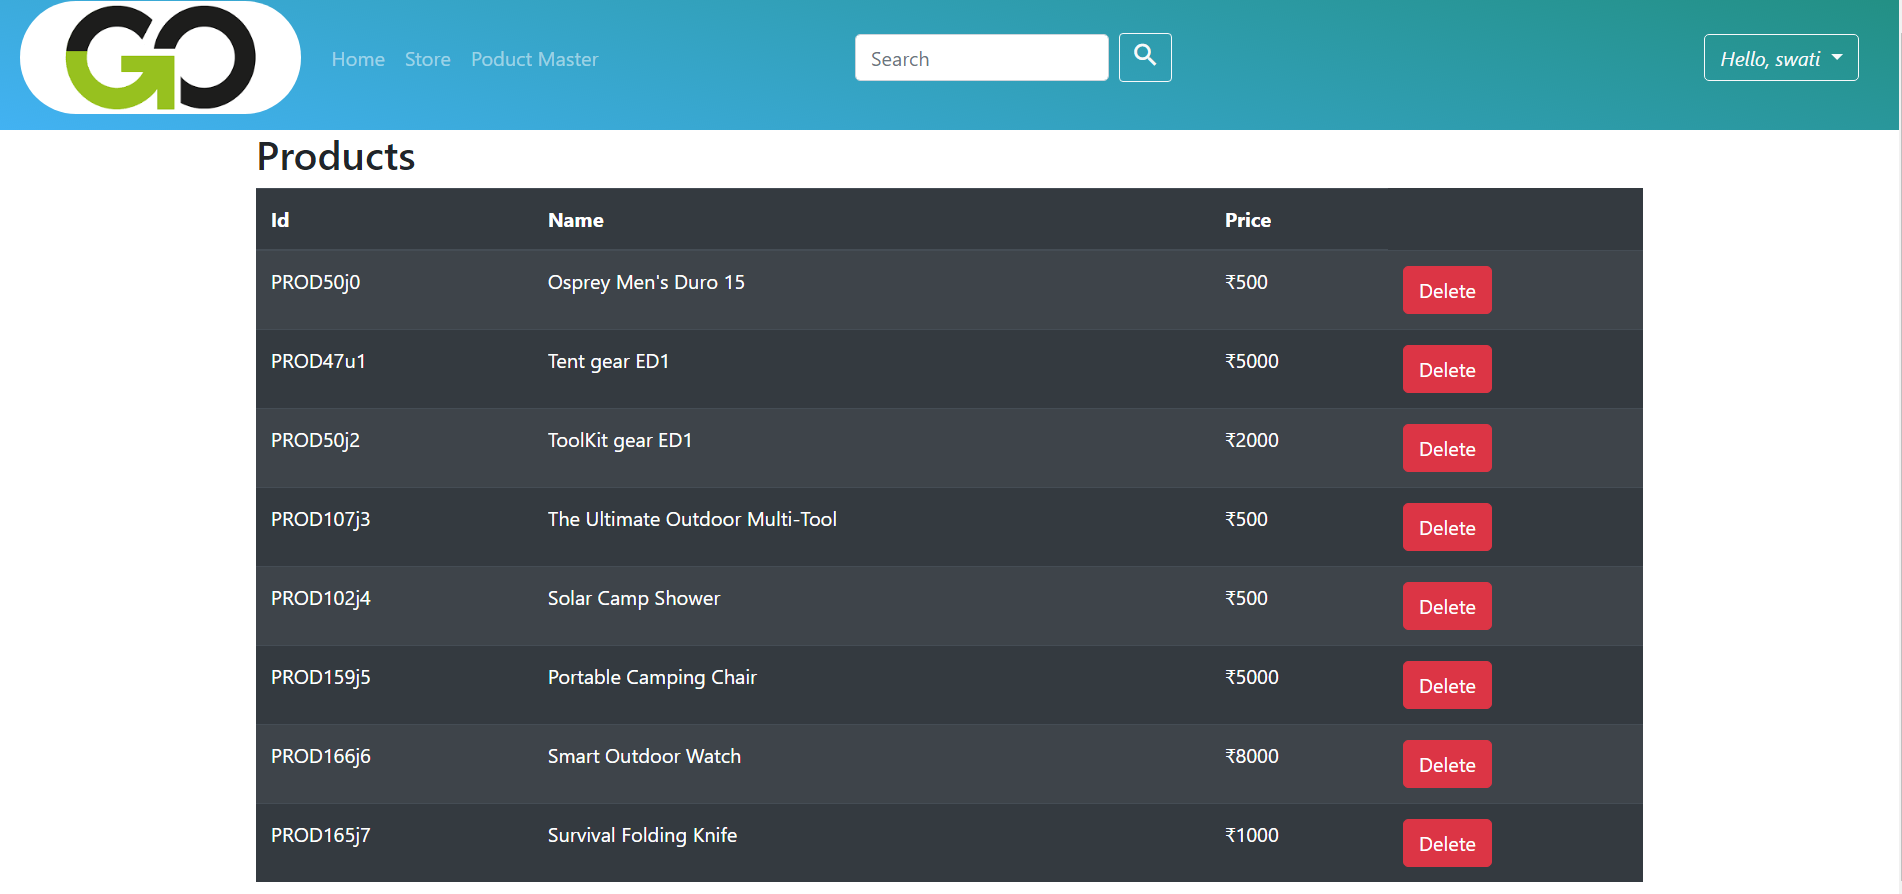 GO
Home Store Poduct Master Search Hello, swati
Products
Id Name Price
PROD50j0 Osprey Men's Duro 15 ₹500 Delete
PROD47u1 Tent gear ED1 ₹5000 Delete
PROD50j2 ToolKit gear ED1 ₹2000 Delete
PROD107j3 The Ultimate Outdoor Multi-Tool ₹500 Delete
PROD102j4 Solar Camp Shower ₹500 Delete
PROD159j5 Portable Camping Chair ₹5000 Delete
PROD166j6 Smart Outdoor Watch ₹8000 Delete
PROD165j7 Survival Folding Knife ₹1000 Delete